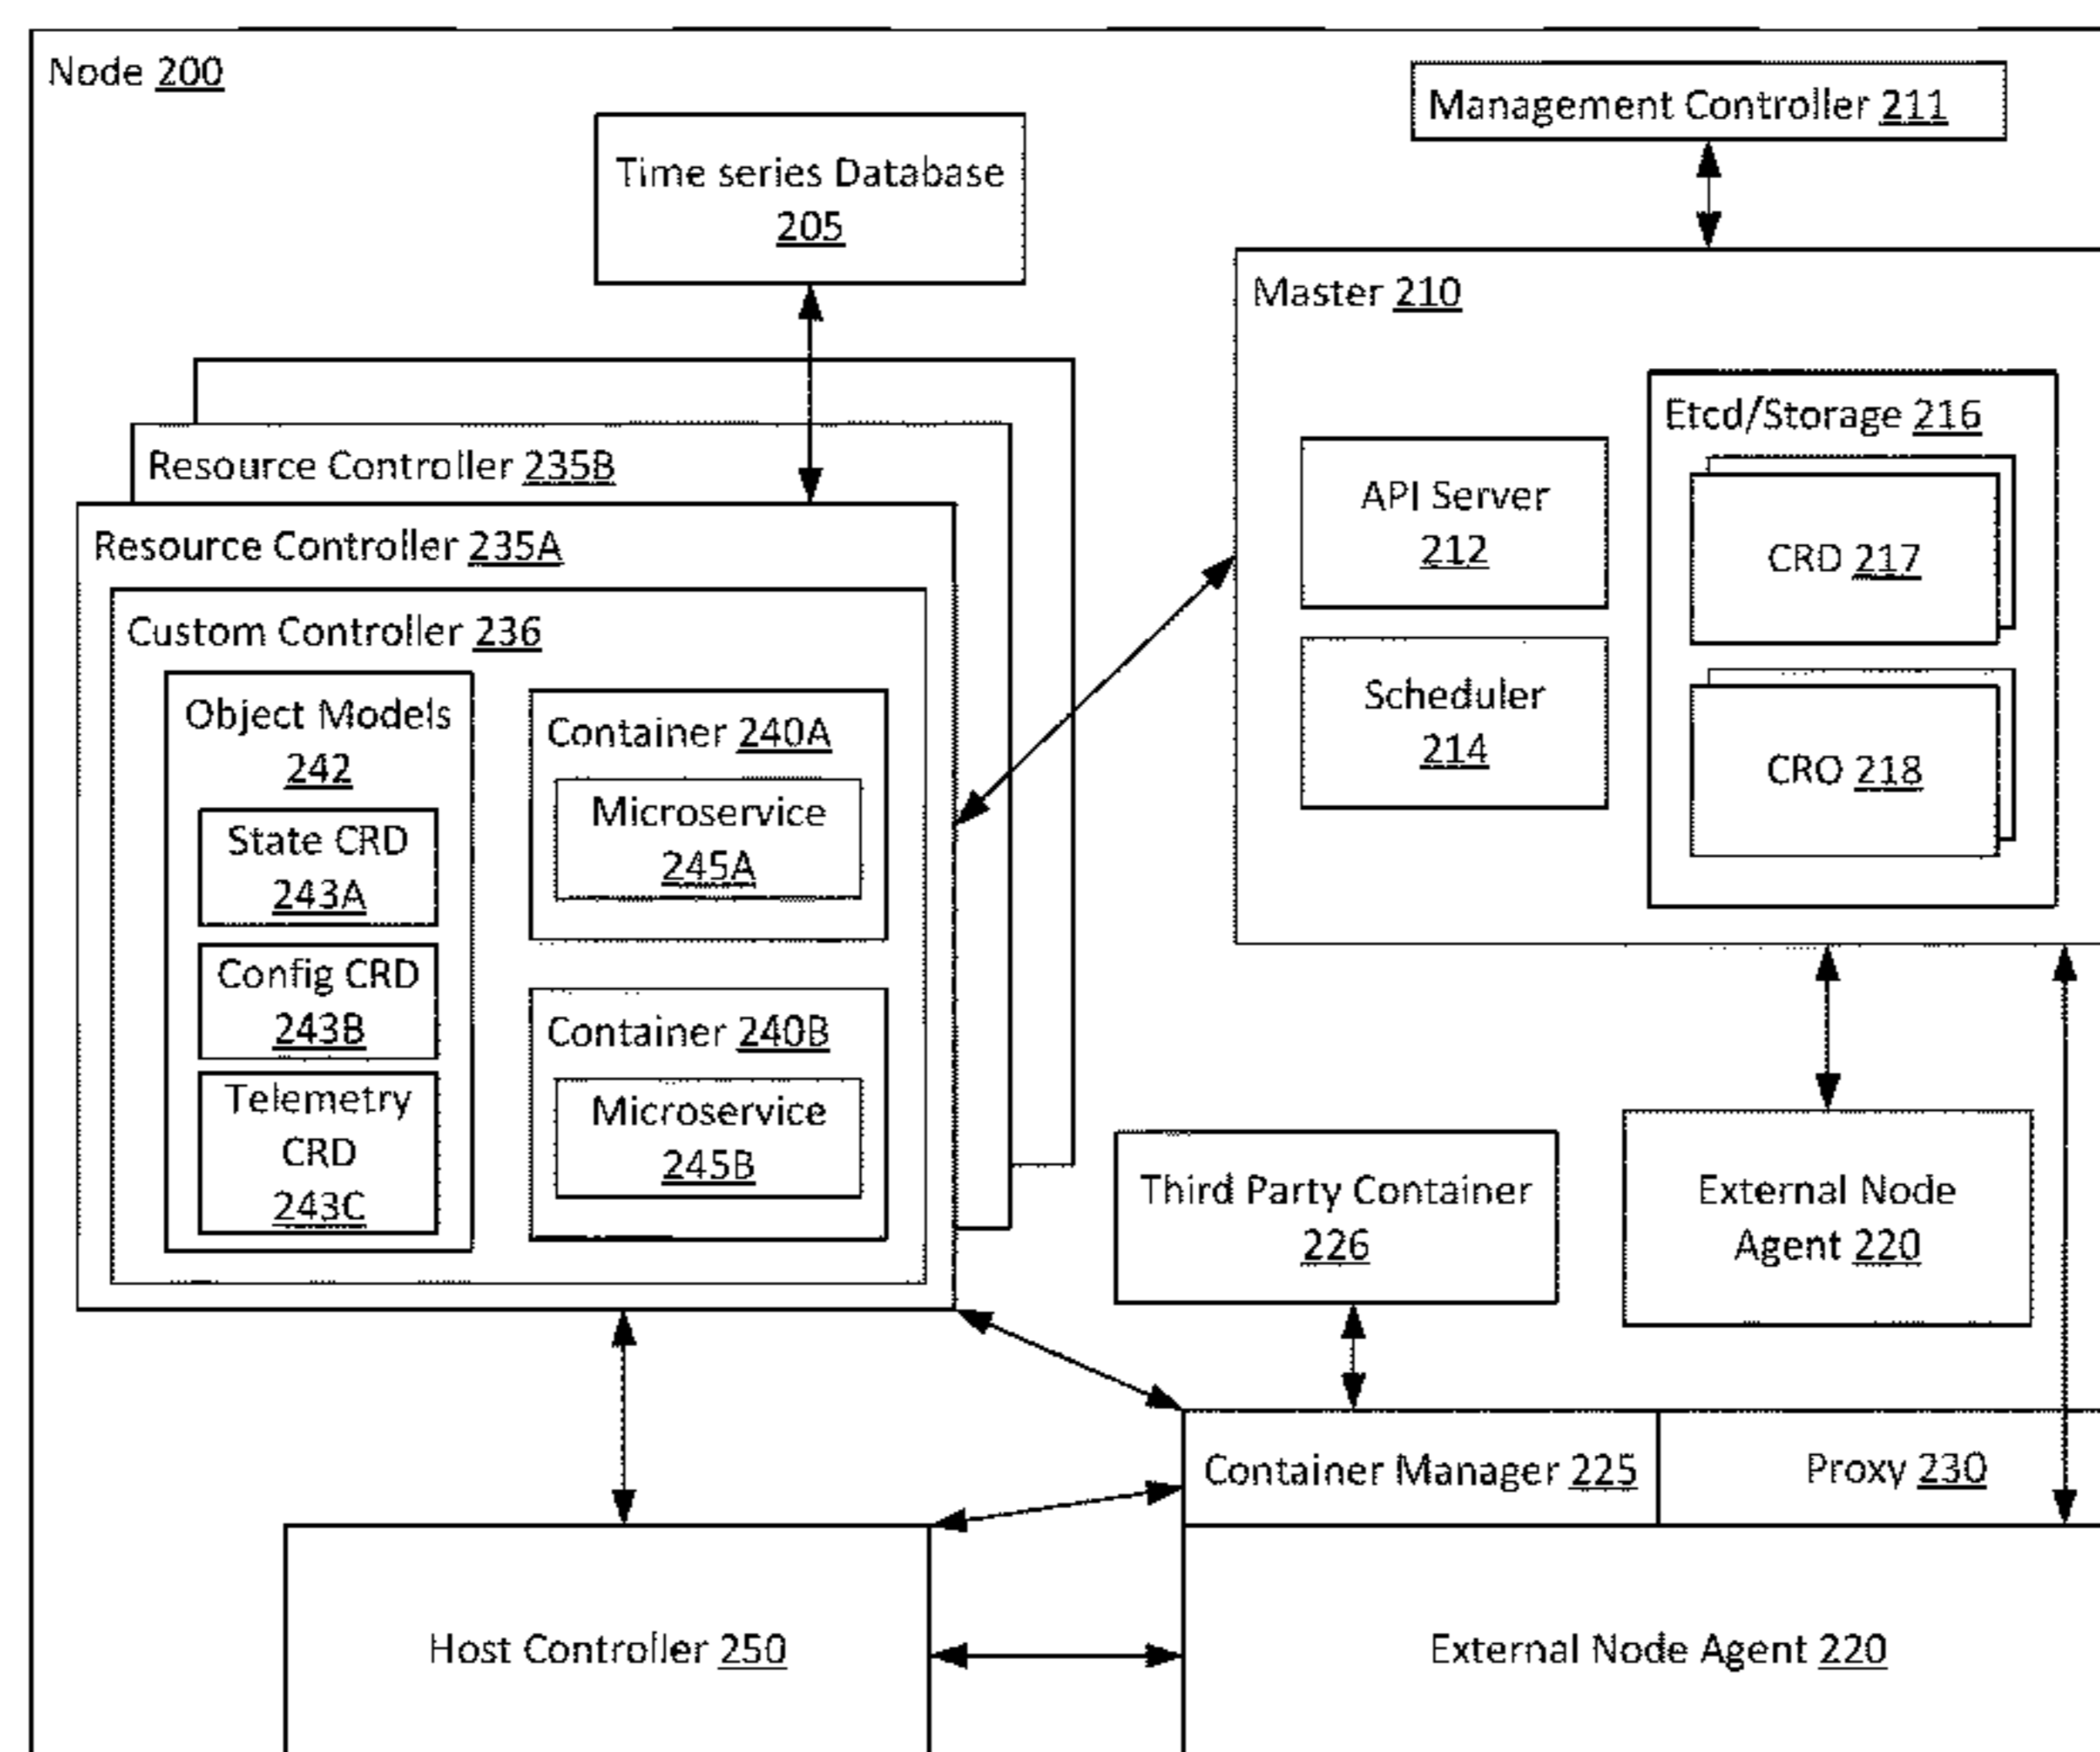 Node 200
Management Controller 211
Time series Database
205
Master 210
Etcd/Storage 216
API Server
212
CRD 217
Scheduler
214
CRO 218
Resource Controller 235B
Resource Controller 235A
Custom Controller 236
Object Models
242
State CRD
243A
Config CRD
243B
Telemetry
CRD
243C
Container 240A
Microservice
245A
Container 240B
Microservice
245B
Third Party Container
226
External Node
Agent 220
Container Manager 225
Proxy 230
Host Controller 250
External Node Agent 220